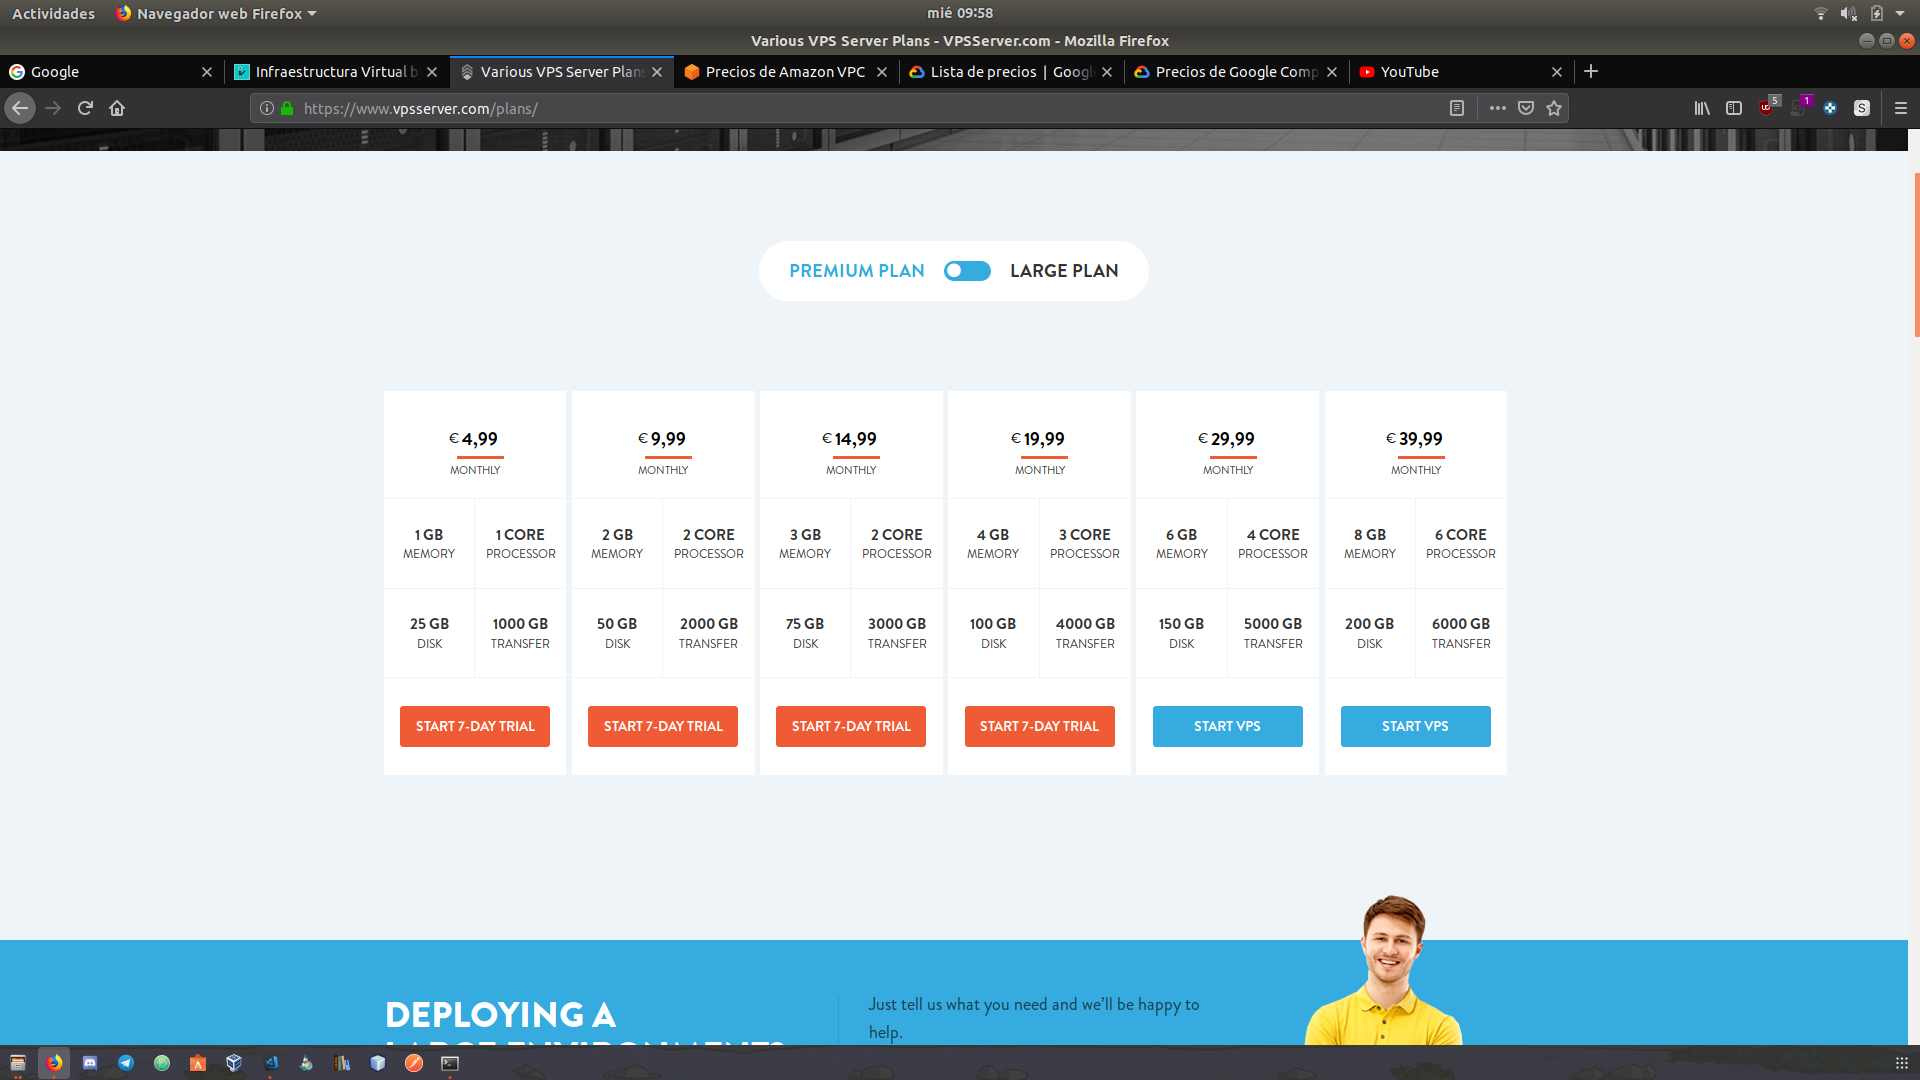 Actividades
Navegador web Firefox
mié 09:58
Various VPS Server Plans - VPSServer.com - Mozilla Firefox
Google
Infraestructura Virtual b
Various VPS Server Plans
Precios de Amazon VPC
Lista de precios | Googl
Precios de Google Comp
YouTube
https://www.vpsserver.com/plans/
5
1
S
PREMIUM PLAN
LARGE PLAN
€ 4,99
MONTHLY
€ 9,99
MONTHLY
€ 14,99
MONTHLY
€ 19,99
MONTHLY
€ 29,99
MONTHLY
€ 39,99
MONTHLY
1 GB
MEMORY
1 CORE
PROCESSOR
2 GB
MEMORY
2 CORE
PROCESSOR
3 GB
MEMORY
2 CORE
PROCESSOR
4 GB
MEMORY
3 CORE
PROCESSOR
6 GB
MEMORY
4 CORE
PROCESSOR
8 GB
MEMORY
6 CORE
PROCESSOR
25 GB
DISK
1000 GB
TRANSFER
50 GB
DISK
2000 GB
TRANSFER
75 GB
DISK
3000 GB
TRANSFER
100 GB
DISK
4000 GB
TRANSFER
150 GB
DISK
5000 GB
TRANSFER
200 GB
DISK
6000 GB
TRANSFER
START 7-DAY TRIAL
START 7-DAY TRIAL
START 7-DAY TRIAL
START 7-DAY TRIAL
START VPS
START VPS
DEPLOYING A
LARGE ENVIRONMENT?
Just tell us what you need and we'll be happy to
help.